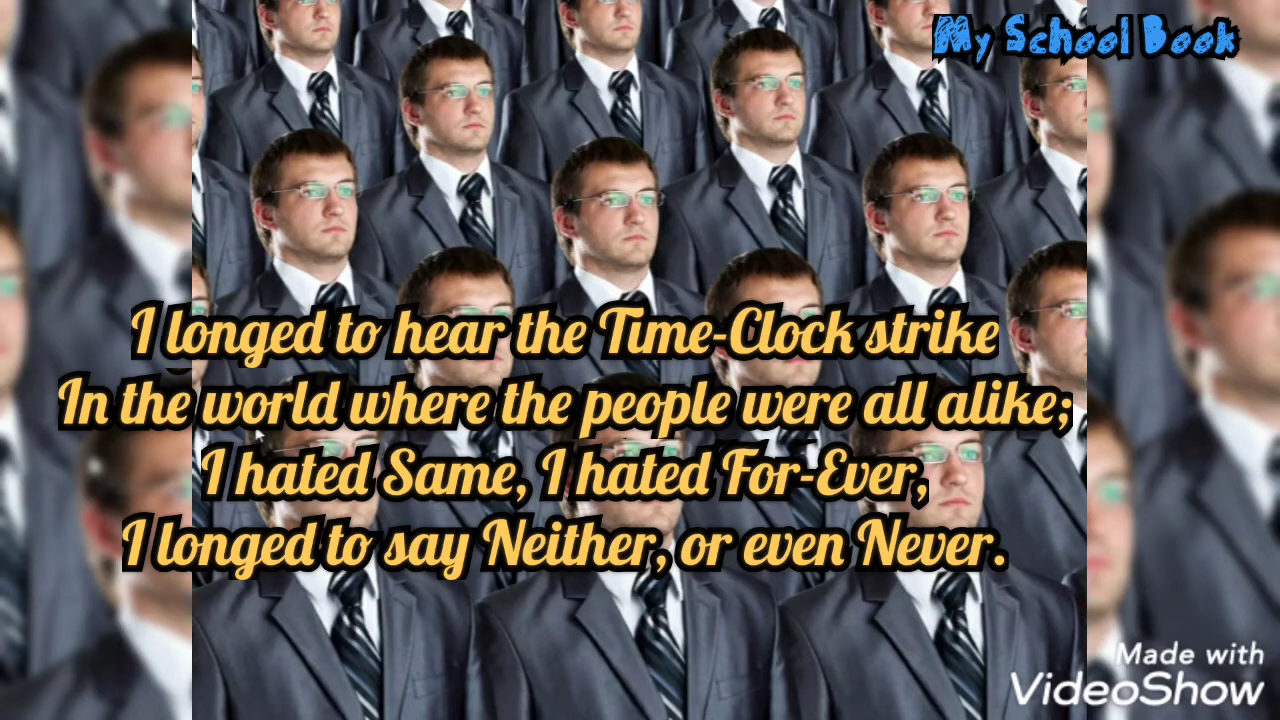 My School Book
I longed to hear the Time-Clock strike
In the world where the people were all alike;
I hated Same, I hated For-Ever,
I longed to say Neither, or even Never.
Made with
VideoShow